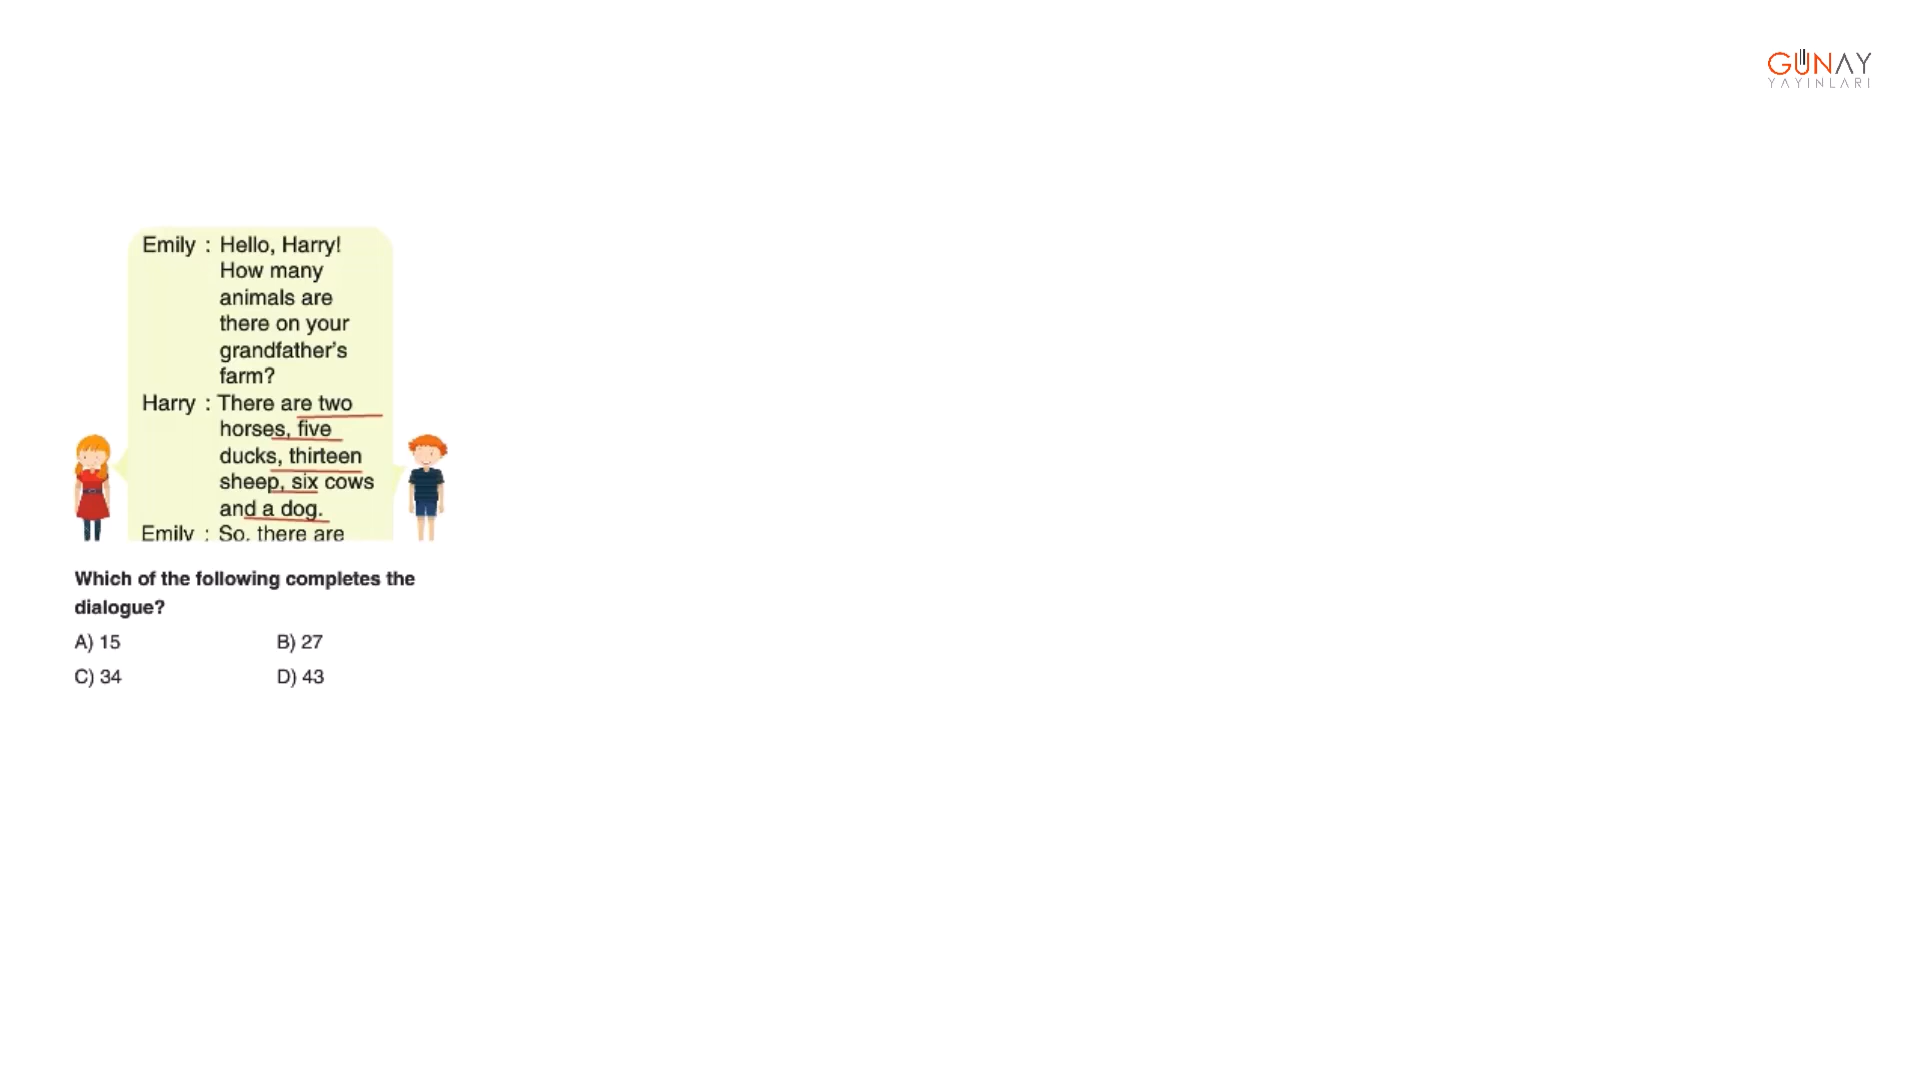 GÜNAY
YAYINLARI
Emily : Hello, Harry!
How many
animals are
there on your
grandfather's
farm?
Harry : There are two
horses, five
ducks, thirteen
sheep, six cows
and a dog.
Emily : So, there are
Which of the following completes the
dialogue?
A) 15 B) 27
C) 34 D) 43